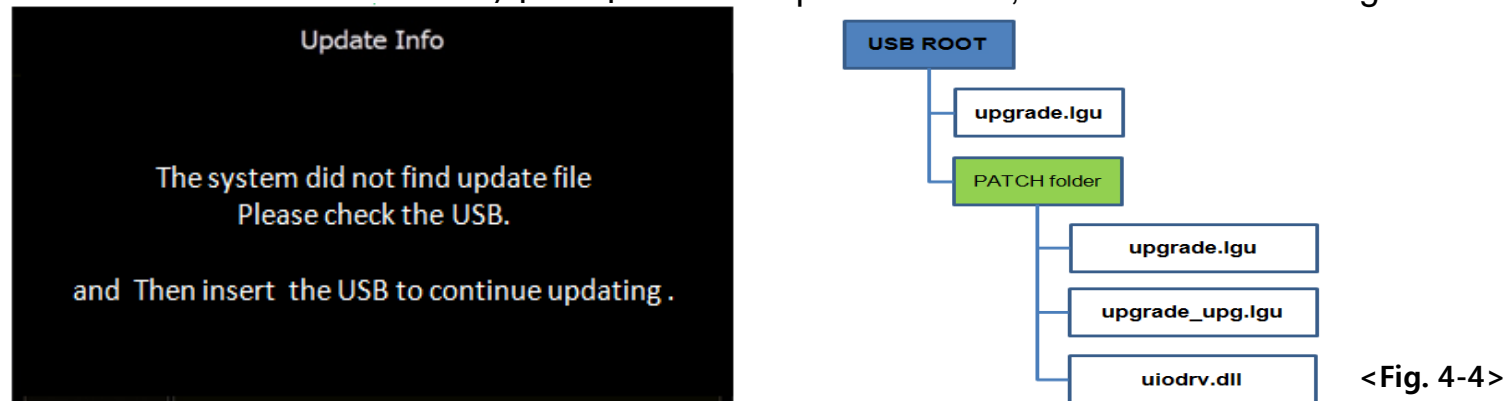 Update Info
The system did not find update file
Please check the USB.
and Then insert the USB to continue updating .
USB ROOT
upgrade.lgu
PATCH folder
upgrade.lgu
upgrade_upg.lgu
uiodrv.dll
<Fig. 4-4>